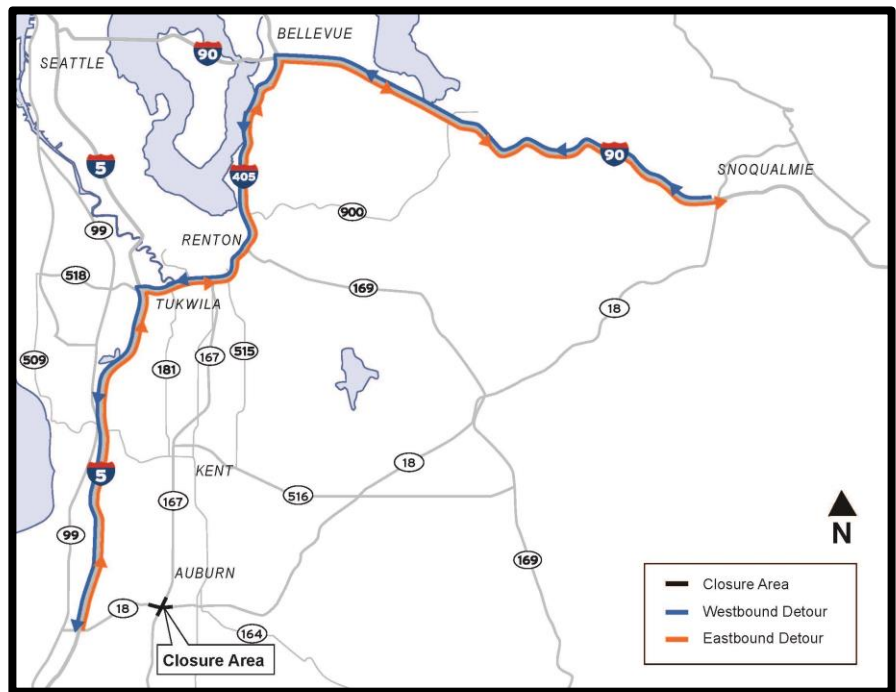 BELLEVUE
SEATTLE
90
5
90
SNOQUALMIE
405
900
99
RENTON
518
169
TUKWILA
18
509
181
167
515
KENT
18
5
516
167
99
169
AUBURN
18
164
Closure Area
N
Closure Area
Westbound Detour
Eastbound Detour